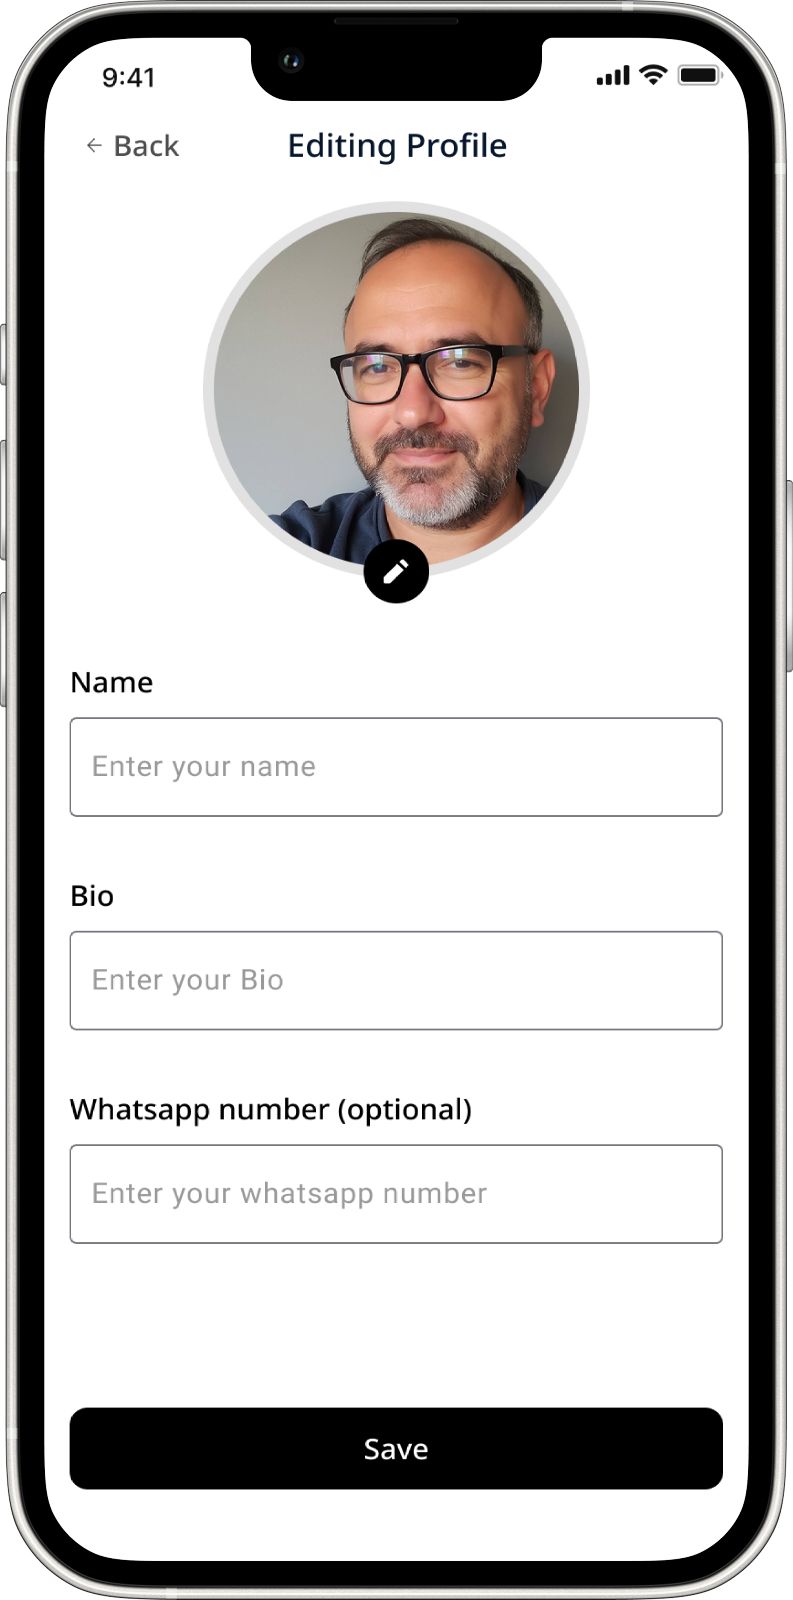 9:41
← Back
Editing Profile
Name
Enter your name
Bio
Enter your Bio
Whatsapp number (optional)
Enter your whatsapp number
Save